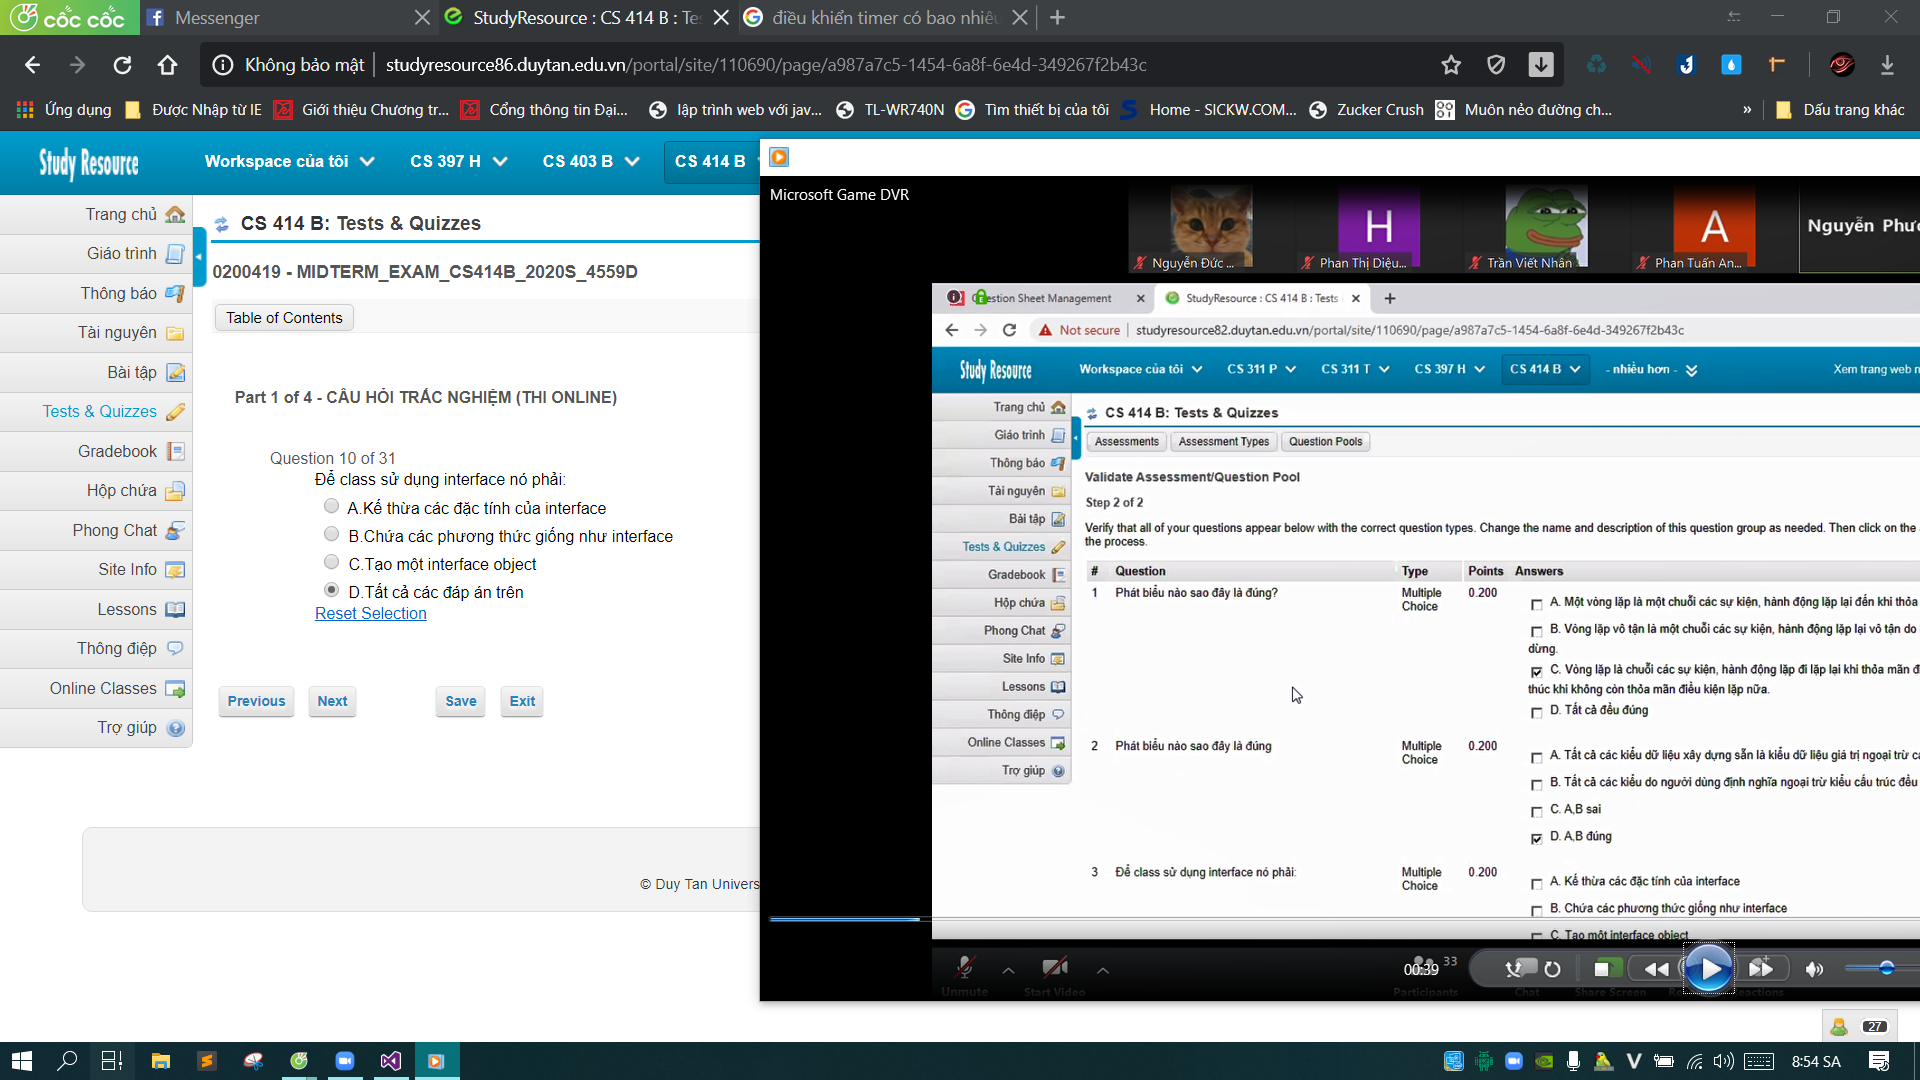 cốc cốc
Messenger
StudyResource : CS 414 B : Te
điều khiển timer có bao nhiêu
Không bảo mật
studyresource86.duytan.edu.vn/portal/site/110690/page/a987a7c5-1454-6a8f-6e4d-349267f2b43c
Ứng dụng
Được Nhập từ IE
Giới thiệu Chương tr...
Cổng thông tin Đại...
lập trình web với jav...
TL-WR740N
Tìm thiết bị của tôi
Home - SICKW.COM...
Zucker Crush
Muôn nẻo đường ch...
»
Dấu trang khác
Study Resource
Workspace của tôi
CS 397 H
CS 403 B
CS 414 B
Trang chủ
Giáo trình
Thông báo
Tài nguyên
Bài tập
Tests & Quizzes
Gradebook
Hộp chứa
Phong Chat
Site Info
Lessons
Thông điệp
Online Classes
Trợ giúp
CS 414 B: Tests & Quizzes
0200419 - MIDTERM_EXAM_CS414B_2020S_4559D
Table of Contents
Part 1 of 4 - CÂU HỎI TRẮC NGHIỆM (THI ONLINE)
Question 10 of 31
Để class sử dụng interface nó phải:
A.Kế thừa các đặc tính của interface
B.Chứa các phương thức giống như interface
C.Tạo một interface object
D.Tất cả các đáp án trên
Reset Selection
Previous
Next
Save
Exit
© Duy Tan Univers
Microsoft Game DVR
Nguyễn Đức ...
H
Phan Thị Diệu...
Trần Viết Nhân
A
Phan Tuấn An...
Nguyễn Phướ
stion Sheet Management
StudyResource : CS 414 B : Tests
Not secure
studyresource82.duytan.edu.vn/portal/site/110690/page/a987a7c5-1454-6a8f-6e4d-349267f2b43c
Study Resource
Workspace của tôi
CS 311 P
CS 311 T
CS 397 H
CS 414 B
- nhiều hơn -
Xem trang web n
Trang chủ
Giáo trình
Thông báo
Tài nguyên
Bài tập
Tests & Quizzes
Gradebook
Hộp chứa
Phong Chat
Site Info
Lessons
Thông điệp
Online Classes
Trợ giúp
CS 414 B: Tests & Quizzes
Assessments
Assessment Types
Question Pools
Validate Assessment/Question Pool
Step 2 of 2
Verify that all of your questions appear below with the correct question types. Change the name and description of this question group as needed. Then click on the
the process.
# Question Type Points Answers
1 Phát biểu nào sao đây là đúng? Multiple Choice 0.200
A. Một vòng lặp là một chuỗi các sự kiện, hành động lặp lại đến khi thỏa
B. Vòng lặp vô tận là một chuỗi các sự kiện, hành động lặp lại vô tận do
dừng.
C. Vòng lặp là chuỗi các sự kiện, hành động lặp đi lặp lại khi thỏa mãn đ
thúc khi không còn thỏa mãn điều kiện lặp nữa.
D. Tất cả đều đúng
2 Phát biểu nào sao đây là đúng Multiple Choice 0.200
A. Tất cả các kiểu dữ liệu xây dựng sẵn là kiểu dữ liệu giá trị ngoại trừ c
B. Tất cả các kiểu do người dùng định nghĩa ngoại trừ kiểu cấu trúc đều
C. A,B sai
D. A,B đúng
3 Để class sử dụng interface nó phải: Multiple Choice 0.200
A. Kế thừa các đặc tính của interface
B. Chứa các phương thức giống như interface
C. Tạo một interface object
Unmute
Start Video
00:39
33
Participants
Chat
Share Screen
Reactions
27
8:54 SA